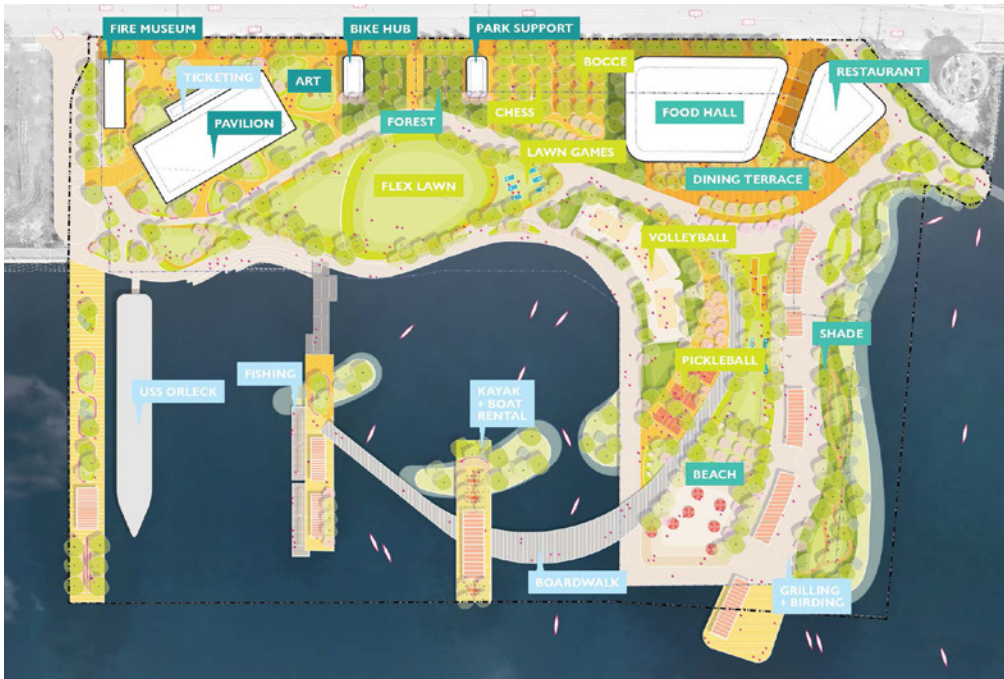 FIRE MUSEUM
BIKE HUB
PARK SUPPORT
BOCCE
TICKETING
ART
RESTAURANT
PAVILION
FOREST
CHESS
FOOD HALL
LAWN GAMES
FLEX LAWN
DINING TERRACE
VOLLEYBALL
SHADE
PICKLEBALL
FISHING
USS ORLECK
KAYAK
+ BOAT
RENTAL
BEACH
BOARDWALK
GRILLING
+ BIRDING